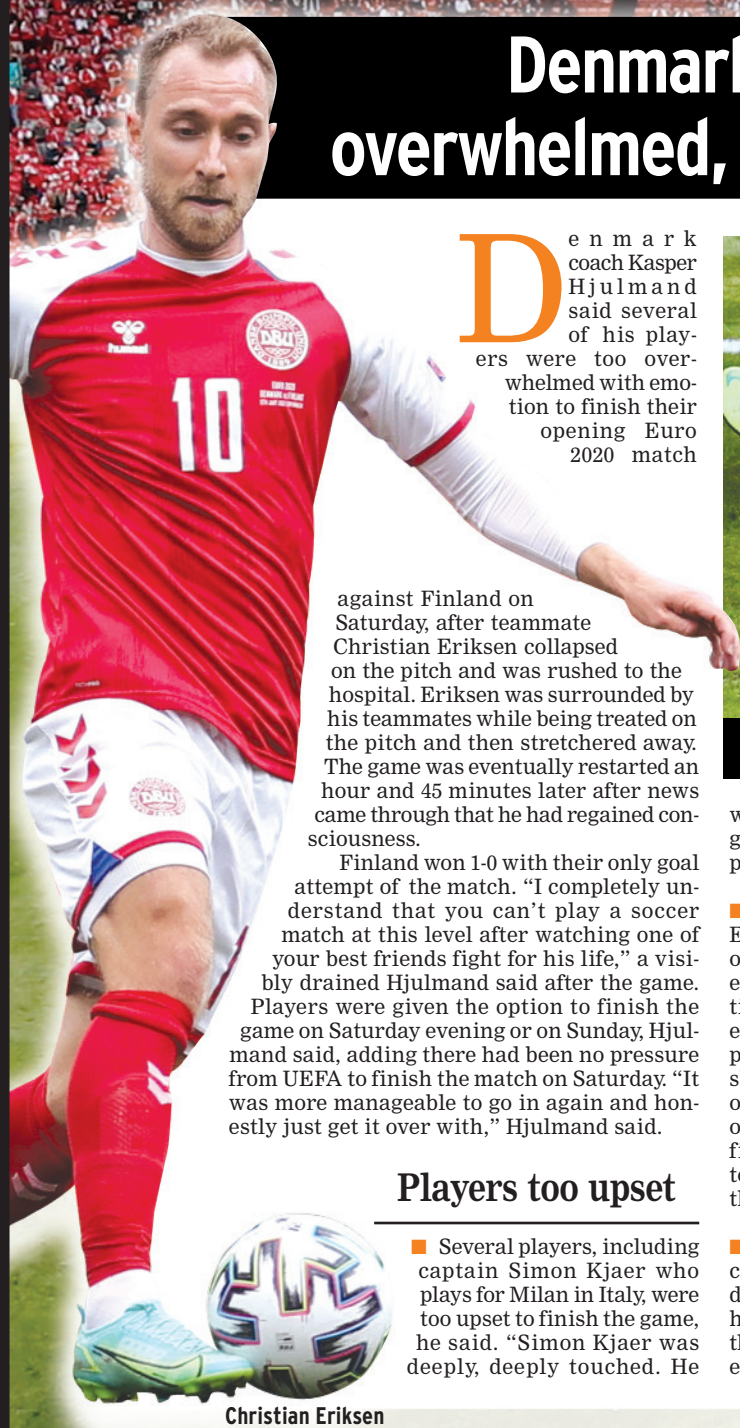 Denmark
overwhelmed,
Denmark
coach Kasper
Hjulmand
said several
of his play-
ers were too over-
whelmed with emo-
tion to finish their
opening Euro
2020 match
against Finland on
Saturday, after teammate
Christian Eriksen collapsed
on the pitch and was rushed to the
hospital. Eriksen was surrounded by
his teammates while being treated on
the pitch and then stretchered away.
The game was eventually restarted an
hour and 45 minutes later after news
came through that he had regained con-
sciousness.
Finland won 1-0 with their only goal
attempt of the match. “I completely un-
derstand that you can’t play a soccer
match at this level after watching one of
your best friends fight for his life,” a visi-
bly drained Hjulmand said after the game.
Players were given the option to finish the
game on Saturday evening or on Sunday, Hjul-
mand said, adding there had been no pressure
from UEFA to finish the match on Saturday. “It
was more manageable to go in again and hon-
estly just get it over with,” Hjulmand said.
Players too upset
■ Several players, including
captain Simon Kjaer who
plays for Milan in Italy, were
too upset to finish the game,
he said. “Simon Kjaer was
deeply, deeply touched. He
Christian Eriksen
hummel
DBU
EURO 2020
DENMARK v FINLAND
10
DBU